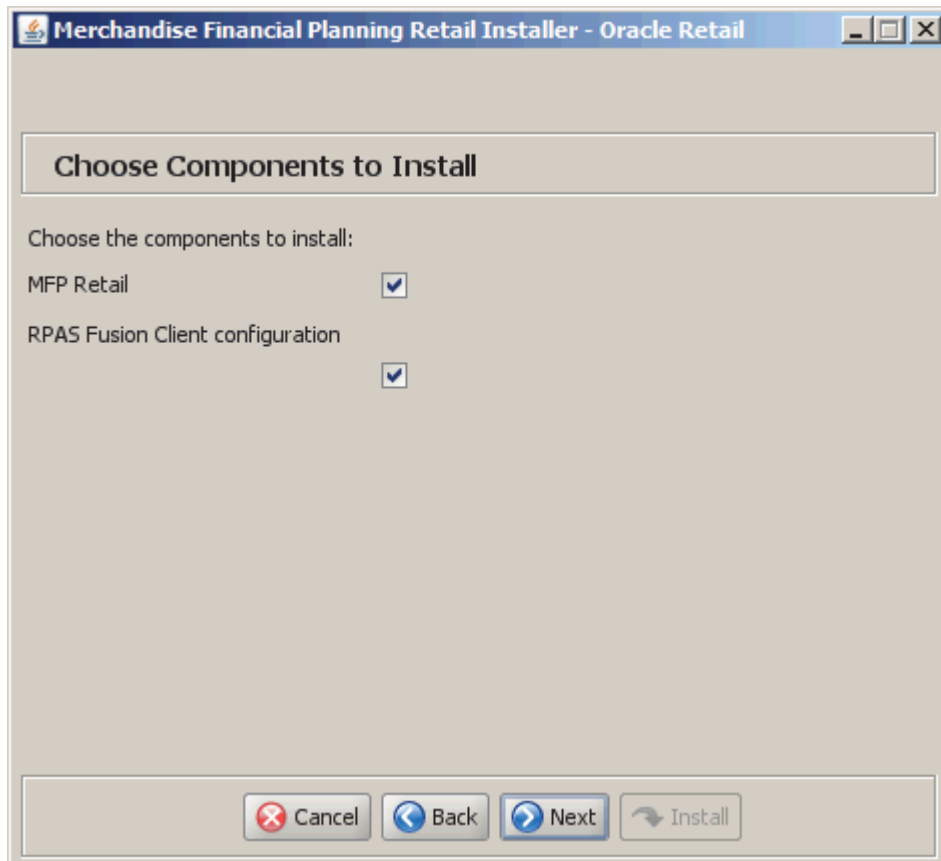 Merchandise Financial Planning Retail Installer - Oracle Retail
Choose Components to Install
Choose the components to install:
MFP Retail
RPAS Fusion Client configuration
Cancel Back Next Install